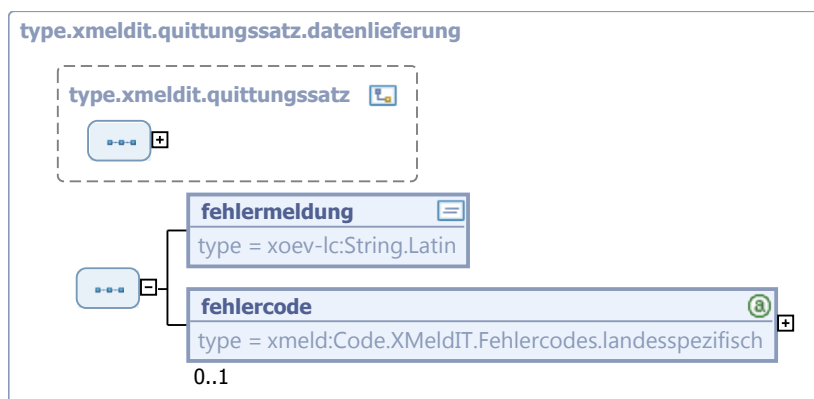 type.xmeldit.quittungssatz.datenlieferung
type.xmeldit.quittungssatz
fehlermeldung
type = xoev-lc:String.Latin
fehlercode
type = xmeld:Code.XMeldIT.Fehlercodes.landesspezifisch
0..1